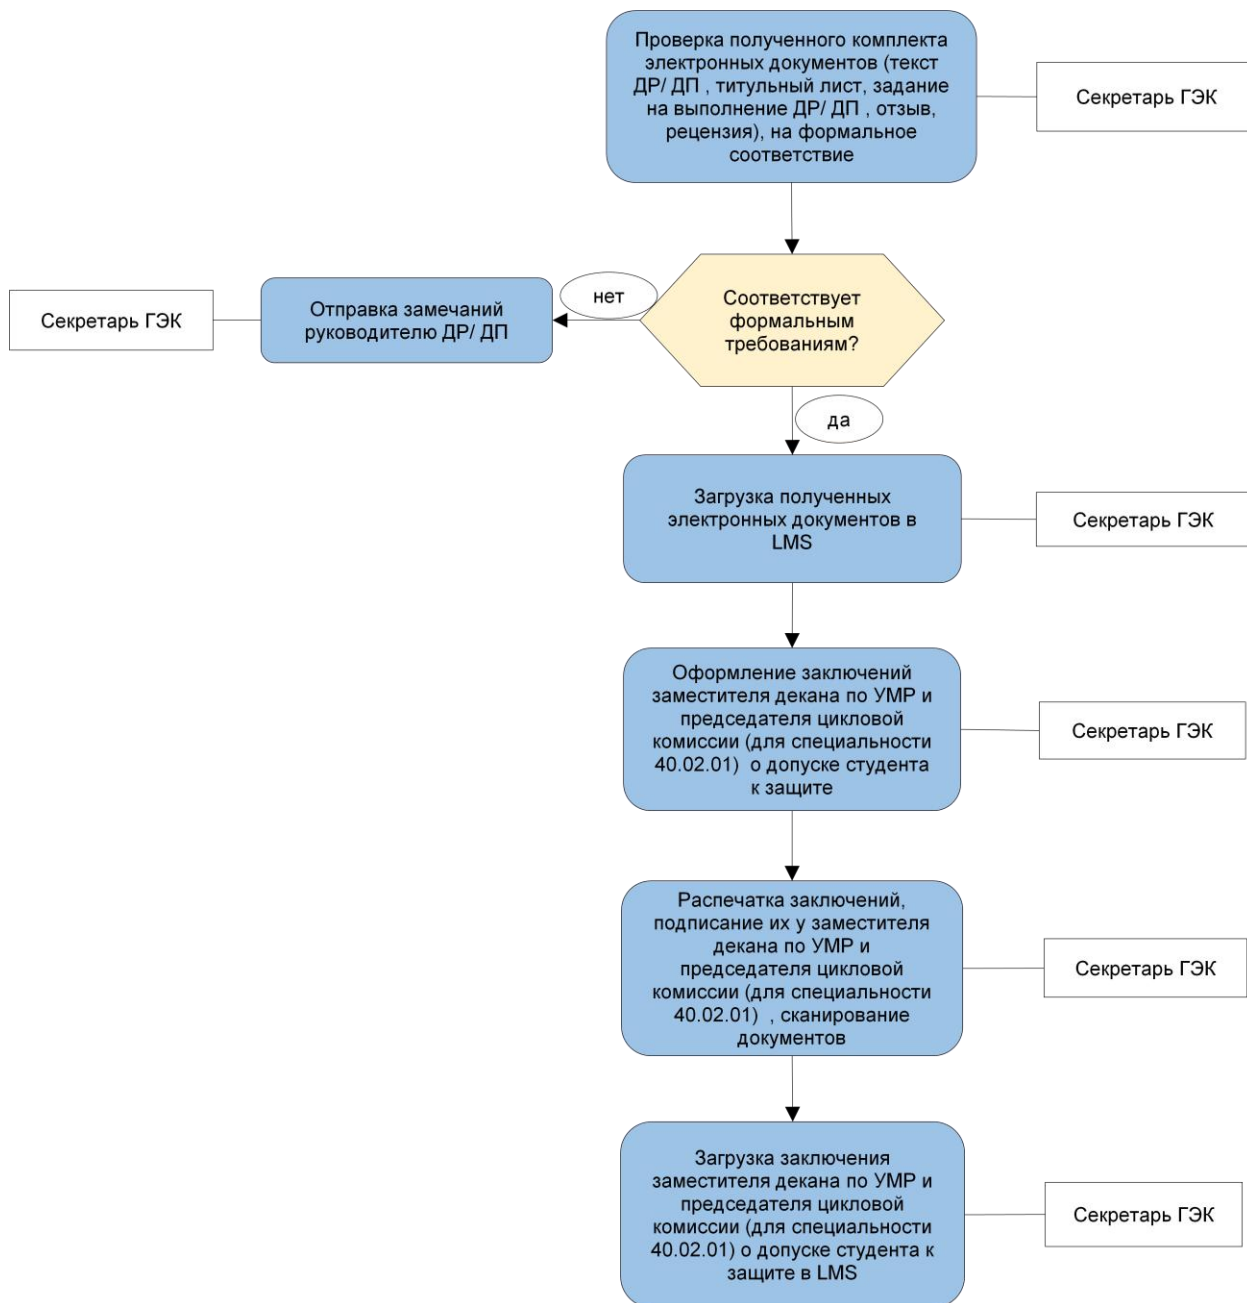 Проверка полученного комплекта
электронных документов (текст
ДР/ ДП , титульный лист, задание
на выполнение ДР/ ДП , отзыв,
рецензия), на формальное
соответствие
Секретарь ГЭК
Соответствует
формальным
требованиям?
нет
Отправка замечаний
руководителю ДР/ ДП
Секретарь ГЭК
да
Загрузка полученных
электронных документов в
LMS
Секретарь ГЭК
Оформление заключений
заместителя декана по УМР и
председателя цикловой
комиссии (для специальности
40.02.01)  о допуске студента
к защите
Секретарь ГЭК
Распечатка заключений,
подписание их у заместителя
декана по УМР и
председателя цикловой
комиссии (для специальности
40.02.01)  , сканирование
документов
Секретарь ГЭК
Загрузка заключения
заместителя декана по УМР и
председателя цикловой
комиссии (для специальности
40.02.01) о допуске студента к
защите в LMS
Секретарь ГЭК